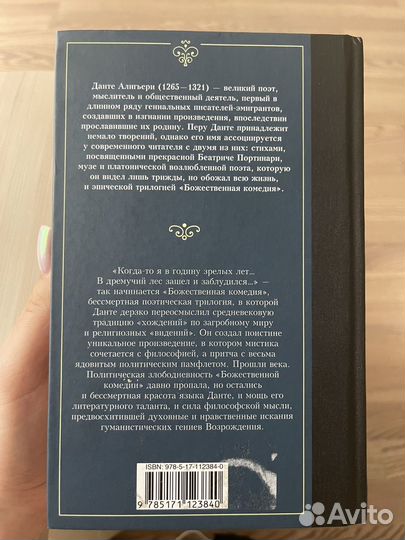 Данте Алигьери (1265—1321) — великий поэт,
мыслитель и общественный деятель, первый в
длинном ряду гениальных писателей-эмигрантов,
создавших в изгнании произведения, впоследствии
прославившие их родину. Перу Данте принадлежит
немало творений, однако его имя ассоциируется
у современного читателя с двумя из них: стихами,
посвященными прекрасной Беатриче Портинари,
музе и платонической возлюбленной поэта, которую
он видел лишь трижды, но обожал всю жизнь,
и эпической трилогией «Божественная комедия».
«Когда-то я в годину зрелых лет...
В дремучий лес зашел и заблудился...» —
так начинается «Божественная комедия»,
бессмертная поэтическая трилогия, в которой
Данте дерзко переосмыслил средневековую
традицию «хождений» по загробному миру
и религиозных «видений». Он создал поистине
уникальное произведение, в котором мистика
сочетается с философией, а притча с весьма
ядовитым политическим памфлетом. Прошли века.
Политическая злободневность «Божественной
комедии» давно пропала, но остались
и бессмертная красота языка Данте, и мощь его
литературного таланта, и сила философской мысли,
предвосхитившей духовные и нравственные искания
гуманистических гениев Возрождения.
ISBN: 978-5-17-112384-0
9 785171 123840
Avito